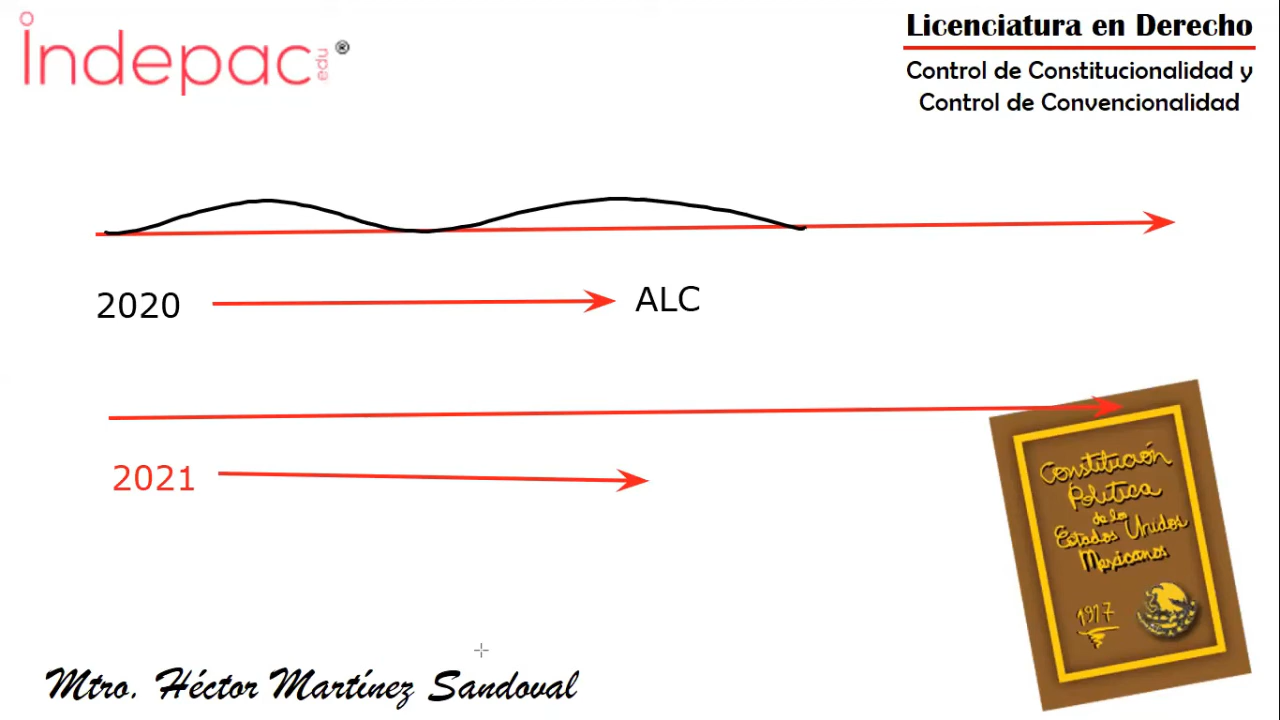 indepac edu ®
Licenciatura en Derecho
Control de Constitucionalidad y
Control de Convencionalidad
2020
ALC
2021
Constitución
Política
de los
Estados Unidos
Mexicanos
1917
Mtro. Héctor Martínez Sandoval